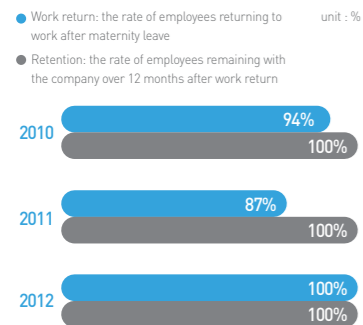 Work return: the rate of employees returning to unit : %
work after maternity leave
Retention: the rate of employees remaining with
the company over 12 months after work return
94%
2010
100%
87%
2011
100%
100%
2012
100%